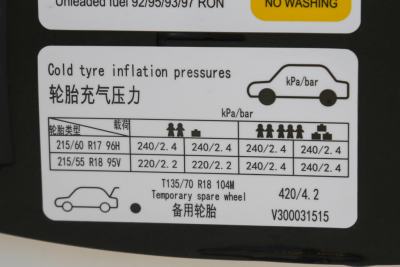 Unleaded fuel 92/95/93/97 RON
NO WASHING
Cold tyre inflation pressures
轮胎充气压力
kPa/bar
kPa/bar
轮胎类型 载荷
215/60 R17 96H 240/2.4 240/2.4 240/2.4 240/2.4
215/55 R18 95V 220/2.2 220/2.2 240/2.4 240/2.4
T135/70 R18 104M
Temporary spare wheel
备用轮胎
420/4.2
V300031515